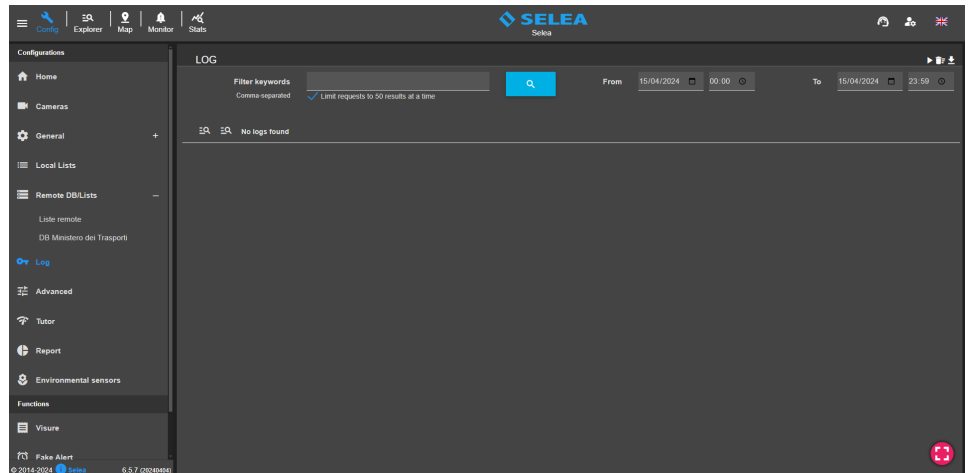 Config
Explorer
Map
Monitor
Stats
SELEA
Selea
Configurations
Home
Cameras
General +
Local Lists
Remote DB/Lists –
Liste remote
DB Ministero dei Trasporti
Log
Advanced
Tutor
Report
Environmental sensors
Functions
Visure
Fake Alert
© 2014-2024 Selea 6.5.7 (20240404)
LOG
Filter keywords
Comma-separated
Limit requests to 50 results at a time
From 15/04/2024 00:00
To 15/04/2024 23:59
No logs found